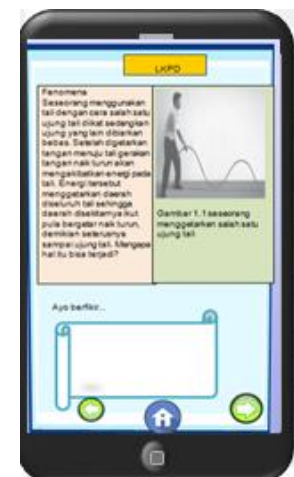 LKPD
Fenomena
Seseorang menggunakan
tali dengan cara salah satu
ujung tali diikat sedangkan
ujung yang lain dibiarkan
bebas. Setelah digetarkan
tangan menuju tali gerakan
tangan naik turun akan
mengakibatkan energi pada
tali. Energi tersebut
menggetarkan daerah
diseluruh tali sehingga
daerah disekitarnya ikut
pula bergetar naik turun,
demikian seterusnya
sampai ujung tali. Mengapa
hal itu bisa terjadi?
Gambar 1.1 seseorang
menggetarkan salah satu
ujung tali
Ayo berfikir...